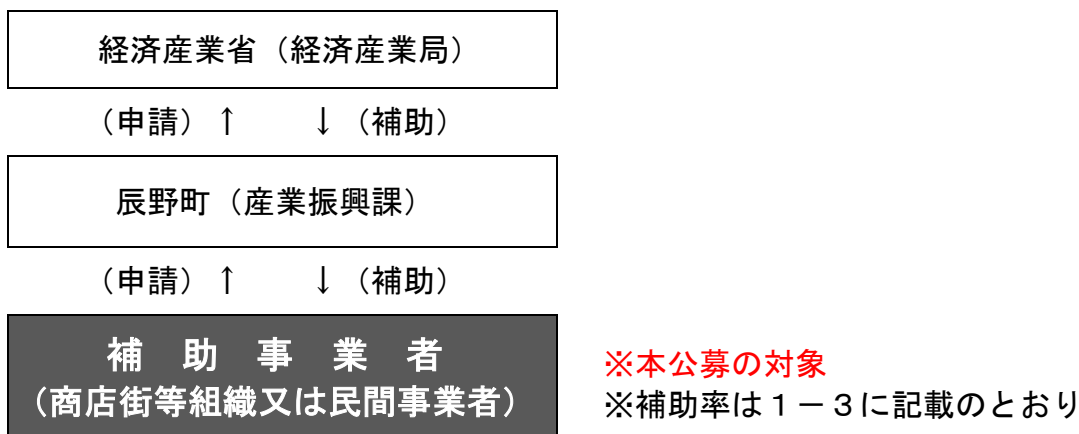 経済産業省（経済産業局）
（申請）↑　　↓（補助）
辰野町（産業振興課）
（申請）↑　　↓（補助）
補　助　事　業　者
（商店街等組織又は民間事業者）
※本公募の対象
※補助率は１－３に記載のとおり